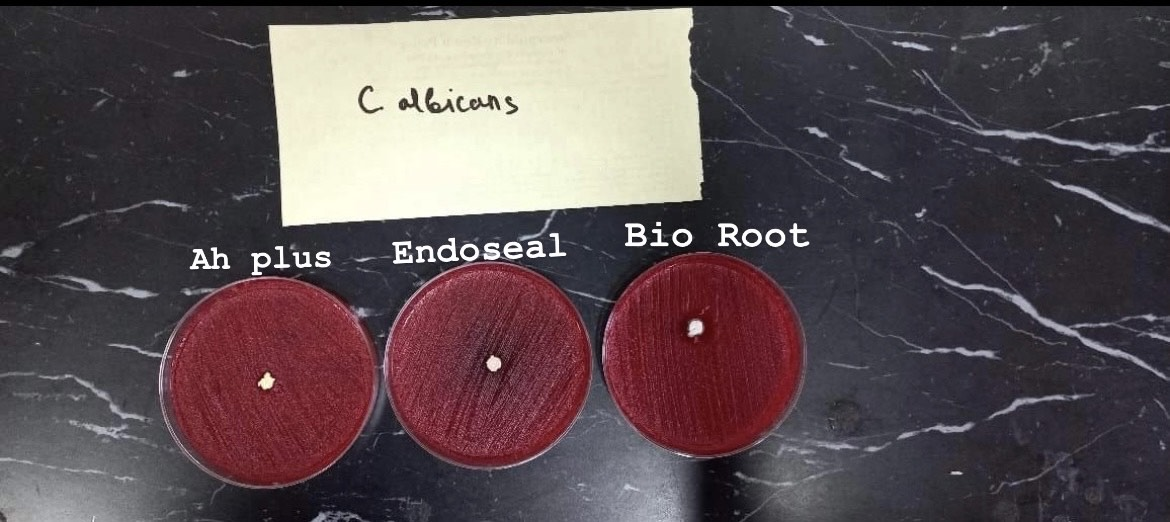 C albicans
Ah plus
Endoseal
Bio Root